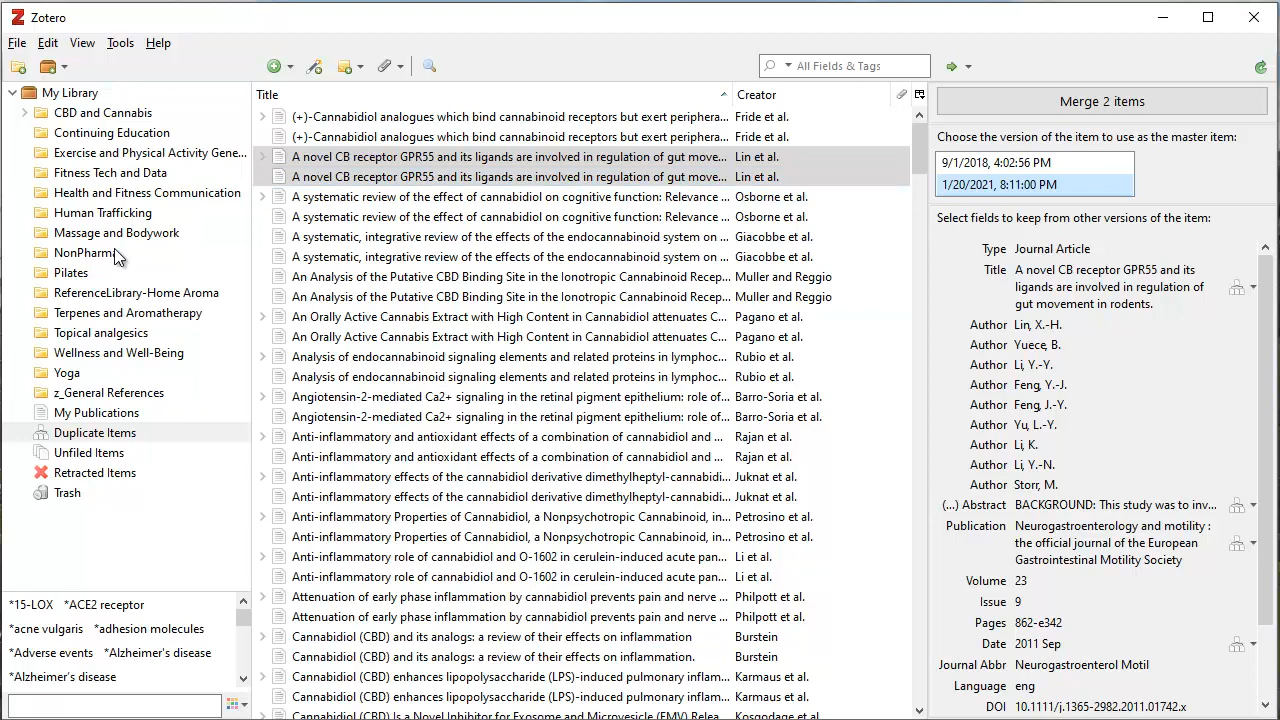 Zotero
File Edit View Tools Help
All Fields & Tags
My Library
CBD and Cannabis
Continuing Education
Exercise and Physical Activity Gene...
Fitness Tech and Data
Health and Fitness Communication
Human Trafficking
Massage and Bodywork
NonPharm
Pilates
ReferenceLibrary-Home Aroma
Terpenes and Aromatherapy
Topical analgesics
Wellness and Well-Being
Yoga
z_General References
My Publications
Duplicate Items
Unfiled Items
Retracted Items
Trash
*15-LOX *ACE2 receptor
*acne vulgaris *adhesion molecules
*Adverse events *Alzheimer's disease
*Alzheimer's disease
Title Creator
(+)-Cannabidiol analogues which bind cannabinoid receptors but exert periphera... Fride et al.
(+)-Cannabidiol analogues which bind cannabinoid receptors but exert periphera... Fride et al.
A novel CB receptor GPR55 and its ligands are involved in regulation of gut move... Lin et al.
A novel CB receptor GPR55 and its ligands are involved in regulation of gut move... Lin et al.
A systematic review of the effect of cannabidiol on cognitive function: Relevance ... Osborne et al.
A systematic review of the effect of cannabidiol on cognitive function: Relevance ... Osborne et al.
A systematic, integrative review of the effects of the endocannabinoid system on... Giacobbe et al.
A systematic, integrative review of the effects of the endocannabinoid system on... Giacobbe et al.
An Analysis of the Putative CBD Binding Site in the Ionotropic Cannabinoid Recep... Muller and Reggio
An Analysis of the Putative CBD Binding Site in the Ionotropic Cannabinoid Recep... Muller and Reggio
An Orally Active Cannabis Extract with High Content in Cannabidiol attenuates C... Pagano et al.
An Orally Active Cannabis Extract with High Content in Cannabidiol attenuates C... Pagano et al.
Analysis of endocannabinoid signaling elements and related proteins in lymphoc... Rubio et al.
Analysis of endocannabinoid signaling elements and related proteins in lymphoc... Rubio et al.
Angiotensin-2-mediated Ca2+ signaling in the retinal pigment epithelium: role of... Barro-Soria et al.
Angiotensin-2-mediated Ca2+ signaling in the retinal pigment epithelium: role of... Barro-Soria et al.
Anti-inflammatory and antioxidant effects of a combination of cannabidiol and ... Rajan et al.
Anti-inflammatory and antioxidant effects of a combination of cannabidiol and ... Rajan et al.
Anti-inflammatory effects of the cannabidiol derivative dimethylheptyl-cannabi... Juknat et al.
Anti-inflammatory effects of the cannabidiol derivative dimethylheptyl-cannabi... Juknat et al.
Anti-inflammatory Properties of Cannabidiol, a Nonpsychotropic Cannabinoid, in... Petrosino et al.
Anti-inflammatory Properties of Cannabidiol, a Nonpsychotropic Cannabinoid, in... Petrosino et al.
Anti-inflammatory role of cannabidiol and O-1602 in cerulein-induced acute pan... Li et al.
Anti-inflammatory role of cannabidiol and O-1602 in cerulein-induced acute pan... Li et al.
Attenuation of early phase inflammation by cannabidiol prevents pain and nerve ... Philpott et al.
Attenuation of early phase inflammation by cannabidiol prevents pain and nerve ... Philpott et al.
Cannabidiol (CBD) and its analogs: a review of their effects on inflammation Burstein
Cannabidiol (CBD) and its analogs: a review of their effects on inflammation. Burstein
Cannabidiol (CBD) enhances lipopolysaccharide (LPS)-induced pulmonary inflam... Karmaus et al.
Cannabidiol (CBD) enhances lipopolysaccharide (LPS)-induced pulmonary inflam... Karmaus et al.
Cannabidiol (CBD) Is a Novel Inhibitor for Exosome and Microvesicle (EMV) Relea... Kosgodage et al.
Merge 2 items
Choose the version of the item to use as the master item:
9/1/2018, 4:02:56 PM
1/20/2021, 8:11:00 PM
Select fields to keep from other versions of the item:
Type Journal Article
Title A novel CB receptor GPR55 and its
ligands are involved in regulation of
gut movement in rodents.
Author Lin, X.-H.
Author Yuece, B.
Author Li, Y.-Y.
Author Feng, Y.-J.
Author Feng, J.-Y.
Author Yu, L.-Y.
Author Li, K.
Author Li, Y.-N.
Author Storr, M.
(...) Abstract BACKGROUND: This study was to inv...
Publication Neurogastroenterology and motility :
the official journal of the European
Gastrointestinal Motility Society
Volume 23
Issue 9
Pages 862-e342
Date 2011 Sep
Journal Abbr Neurogastroenterol Motil
Language eng
DOI 10.1111/j.1365-2982.2011.01742.x